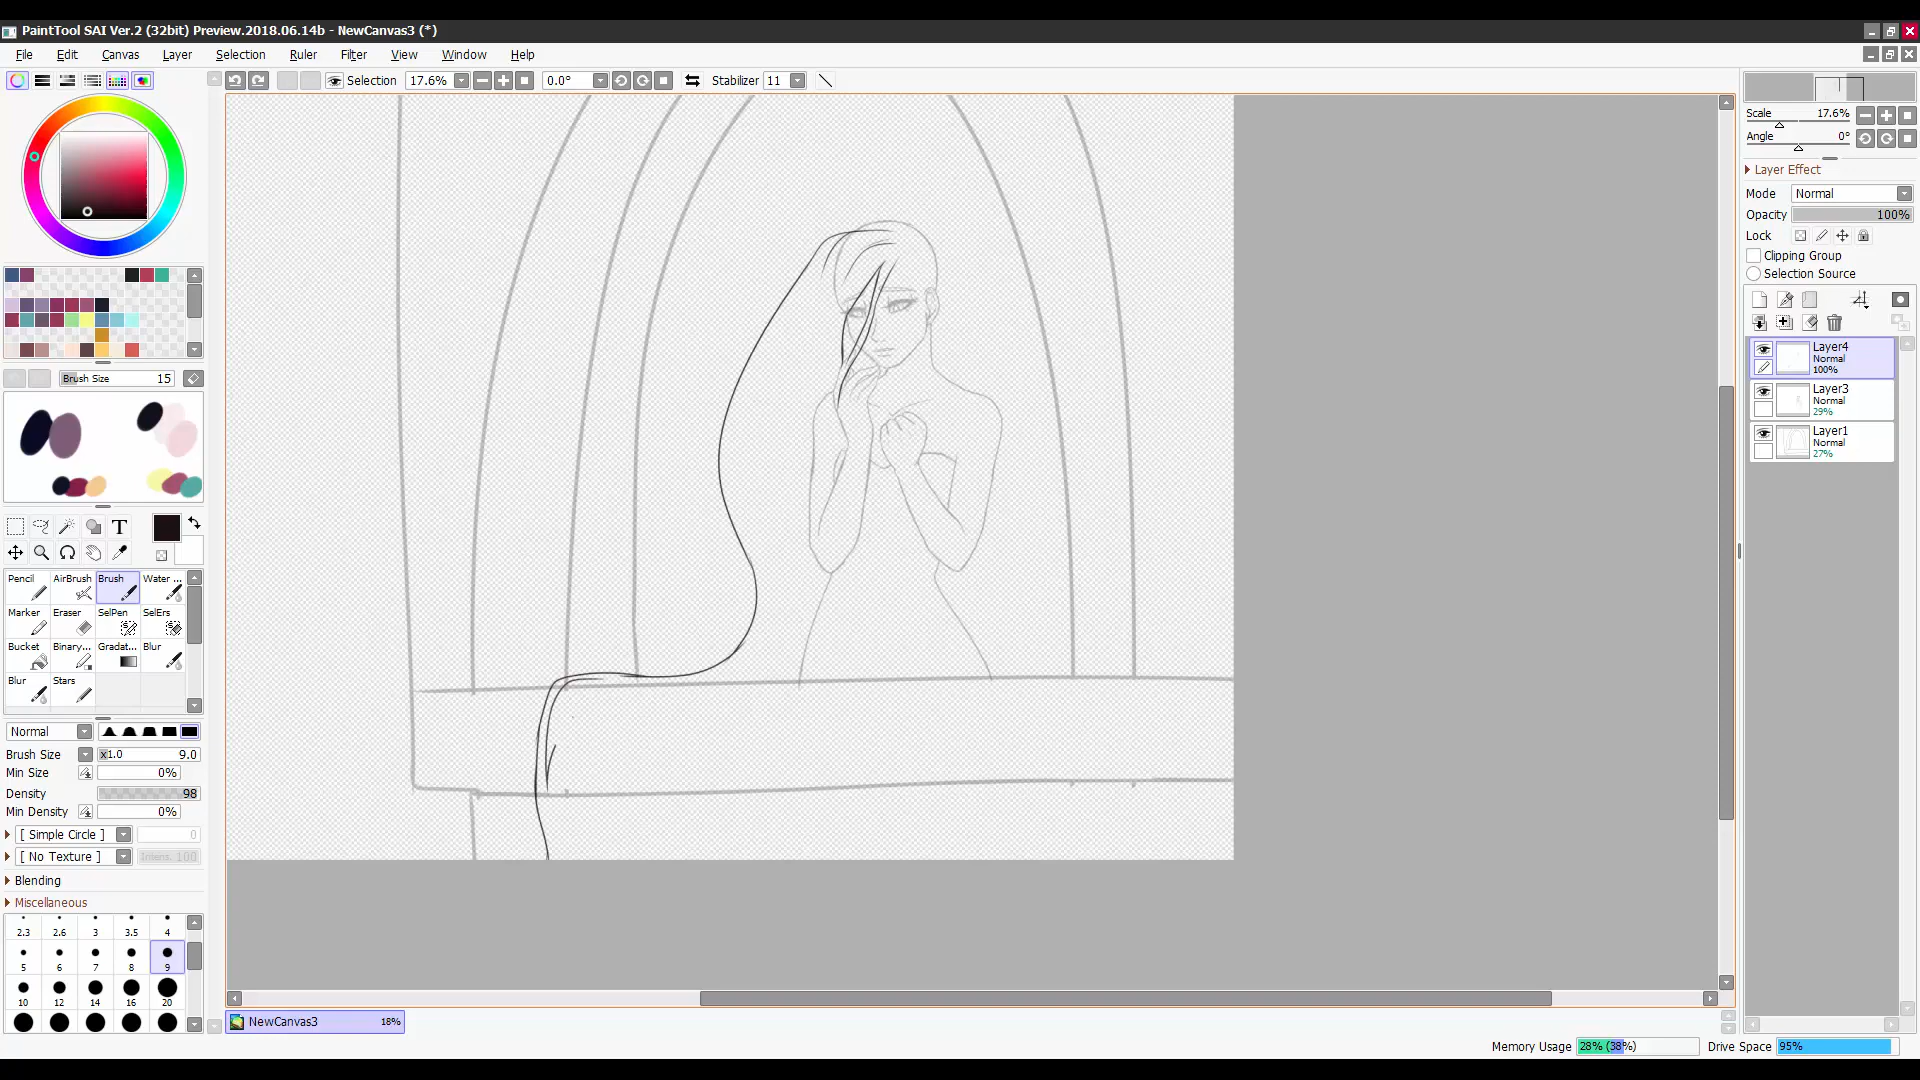 PaintTool SAI Ver.2 (32bit) Preview.2018.06.14b - NewCanvas3 (*)
File Edit Canvas Layer Selection Ruler Filter View Window Help
Selection 17.6% 0.0° Stabilizer 11
Scale 17.6%
Angle 0°
Layer Effect
Mode Normal
Opacity 100%
Lock
Clipping Group
Selection Source
Layer4
Normal
100%
Layer3
Normal
29%
Layer1
Normal
27%
Brush Size 15
T
Pencil AirBrush Brush Water ...
Marker Eraser SelPen SelErs
Bucket Binary... Gradat... Blur
Blur Stars
Normal
Brush Size x1.0 9.0
Min Size 0%
Density 98
Min Density 0%
[ Simple Circle ] 0
[ No Texture ] Intens. 100
Blending
Miscellaneous
2.3 2.6 3 3.5 4
5 6 7 8 9
10 12 14 16 20
NewCanvas3 18%
Memory Usage 28% (38%) Drive Space 95%